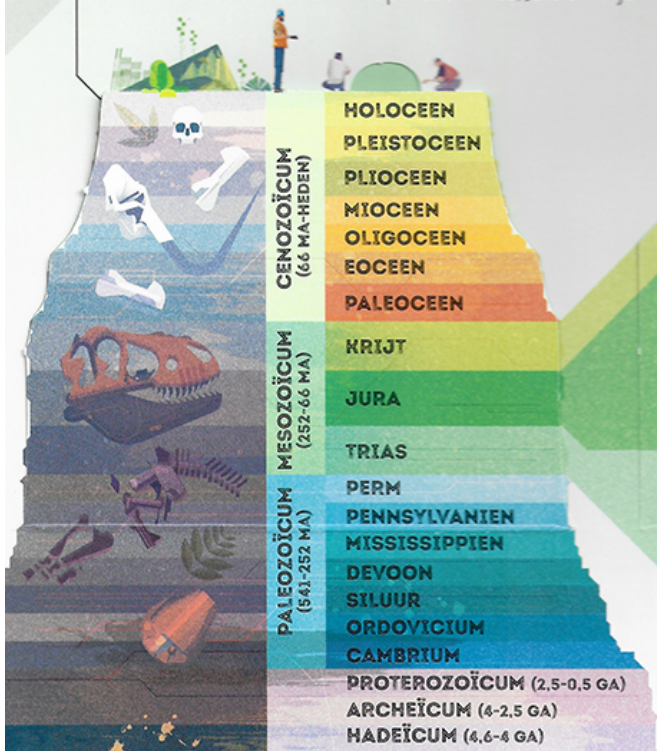 HOLOCEEN
PLEISTOCEEN
PLIOCEEN
MIOCEEN
OLIGOCEEN
EOCEEN
PALEOCEEN
CENOZOÏCUM
(66 MA-HEDEN)
KRIJT
JURA
TRIAS
MESOZOÏCUM
(252-66 MA)
PERM
PENNSYLVANIEN
MISSISSIPPIEN
DEVOON
SILUUR
ORDOVICIUM
CAMBRIUM
PALEOZOÏCUM
(541-252 MA)
PROTEROZOÏCUM (2,5-0,5 GA)
ARCHEÏCUM (4-2,5 GA)
HADEÏCUM (4,6-4 GA)